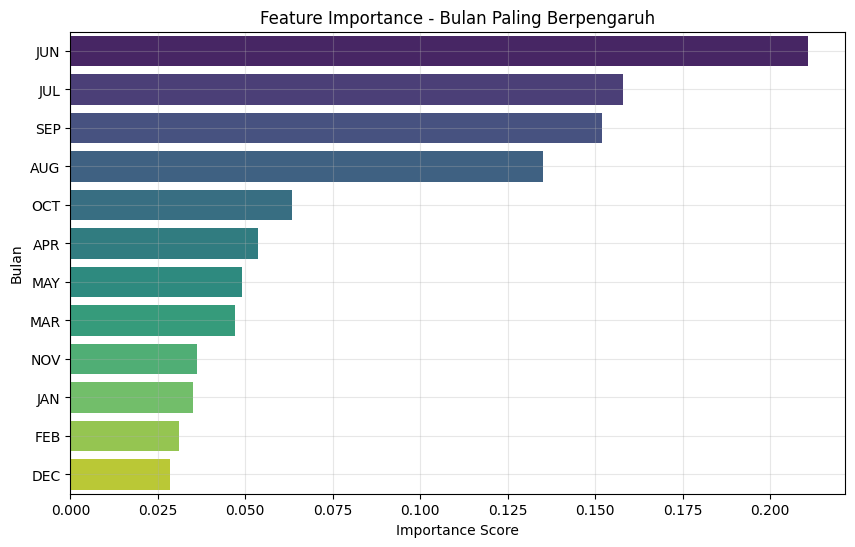 Feature Importance - Bulan Paling Berpengaruh
JUN
JUL
SEP
AUG
OCT
APR
MAY
MAR
NOV
JAN
FEB
DEC
Bulan
0.000 0.025 0.050 0.075 0.100 0.125 0.150 0.175 0.200
Importance Score